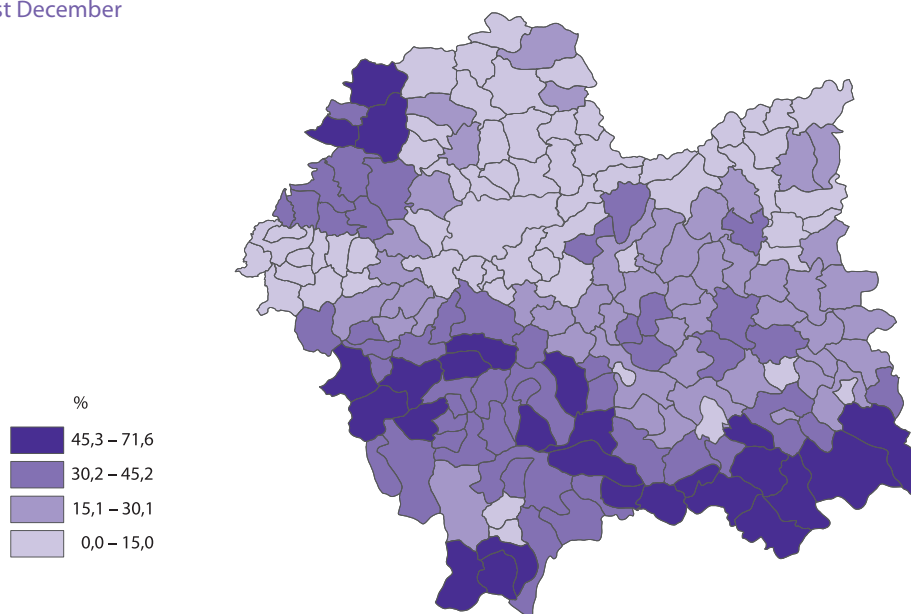 st December
%
45,3 – 71,6
30,2 – 45,2
15,1 – 30,1
0,0 – 15,0